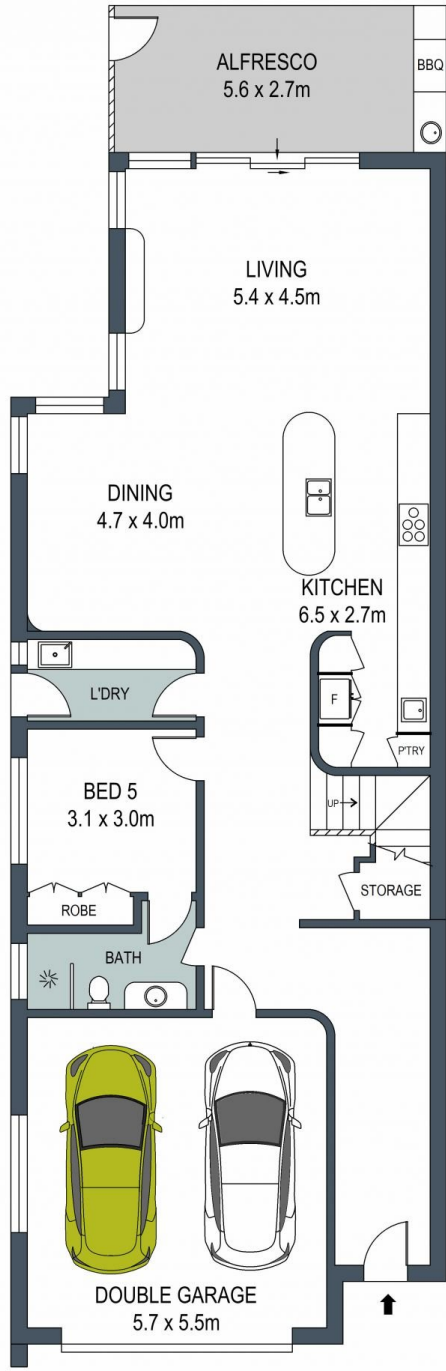 ALFRESCO
5.6 x 2.7m
BBQ
LIVING
5.4 x 4.5m
DINING
4.7 x 4.0m
KITCHEN
6.5 x 2.7m
L'DRY
F
P'TRY
BED 5
3.1 x 3.0m
UP
ROBE
STORAGE
BATH
DOUBLE GARAGE
5.7 x 5.5m